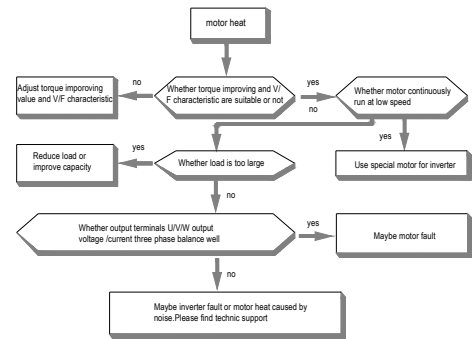 motor heat
no
Adjust torque imporoving
value and V/F characteristic
Whether torque improving and V/
F characteristic are suitable or not
yes
no
Whether motor continuously
run at low speed
yes
Reduce load or
improve capacity
yes
Whether load is too large
Use special motor for inverter
no
Whether output terminals U/V/W output
voltage /current three phase balance well
yes
Maybe motor fault
no
Maybe inverter fault or motor heat caused by
noise.Please find technic support